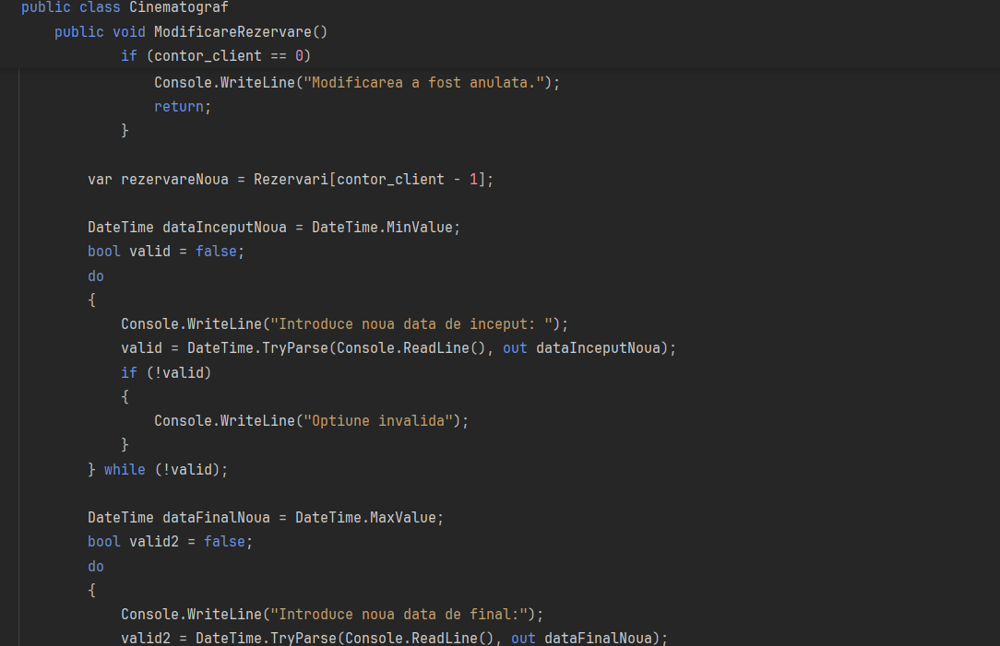 public class Cinematograf
public void ModificareRezervare()
if (contor_client == 0)
Console.WriteLine("Modificarea a fost anulata.");
return;
}
var rezervareNoua = Rezervari[contor_client - 1];
DateTime dataInceputNoua = DateTime.MinValue;
bool valid = false;
do
{
Console.WriteLine("Introduce noua data de inceput: ");
valid = DateTime.TryParse(Console.ReadLine(), out dataInceputNoua);
if (!valid)
{
Console.WriteLine("Optiune invalida");
}
} while (!valid);
DateTime dataFinalNoua = DateTime.MaxValue;
bool valid2 = false;
do
{
Console.WriteLine("Introduce noua data de final:");
valid2 = DateTime.TryParse(Console.ReadLine(), out dataFinalNoua);